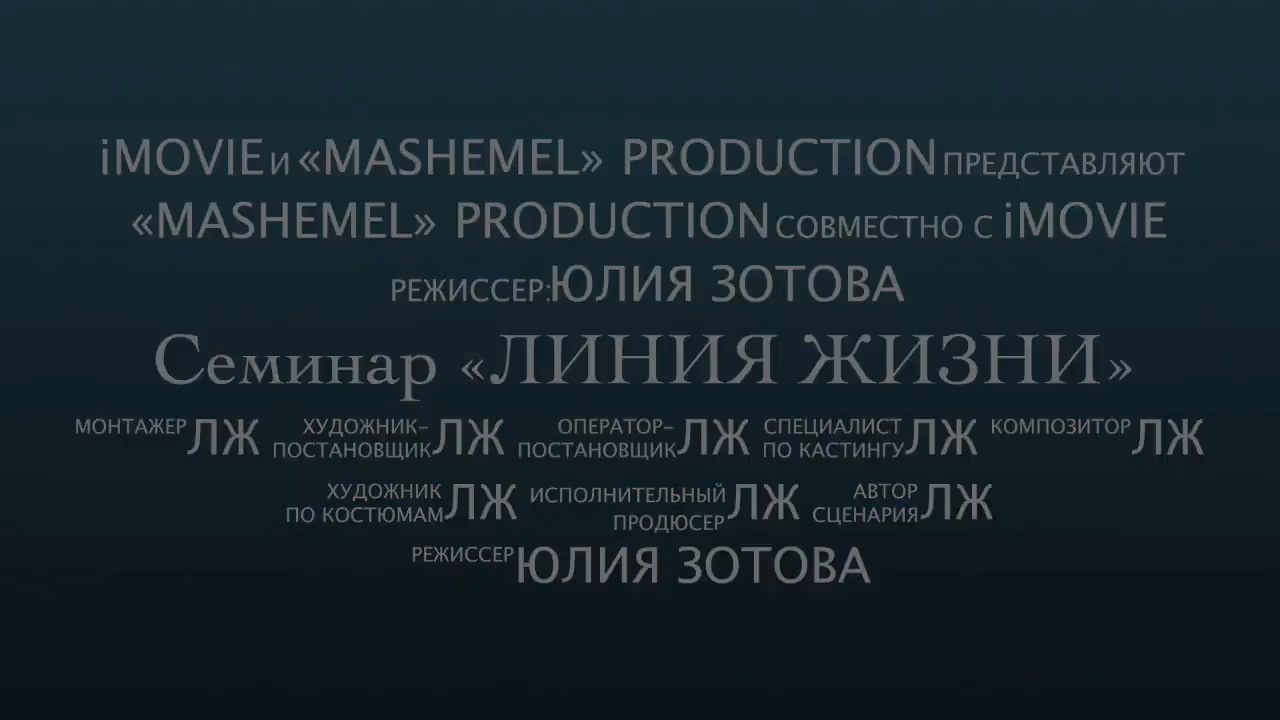 iMOVIE И «MASHEMEL» PRODUCTION ПРЕДСТАВЛЯЮТ
«MASHEMEL» PRODUCTION СОВМЕСТНО С iMOVIE
РЕЖИССЕР:ЮЛИЯ ЗОТОВА
Семинар «ЛИНИЯ ЖИЗНИ»
МОНТАЖЕР ЛЖ ХУДОЖНИК-ПОСТАНОВЩИК ЛЖ ОПЕРАТОР-ПОСТАНОВЩИК ЛЖ СПЕЦИАЛИСТ ПО КАСТИНГУ ЛЖ КОМПОЗИТОР ЛЖ
ХУДОЖНИК ПО КОСТЮМАМ ЛЖ ИСПОЛНИТЕЛЬНЫЙ ПРОДЮСЕР ЛЖ АВТОР СЦЕНАРИЯ ЛЖ
РЕЖИССЕР ЮЛИЯ ЗОТОВА